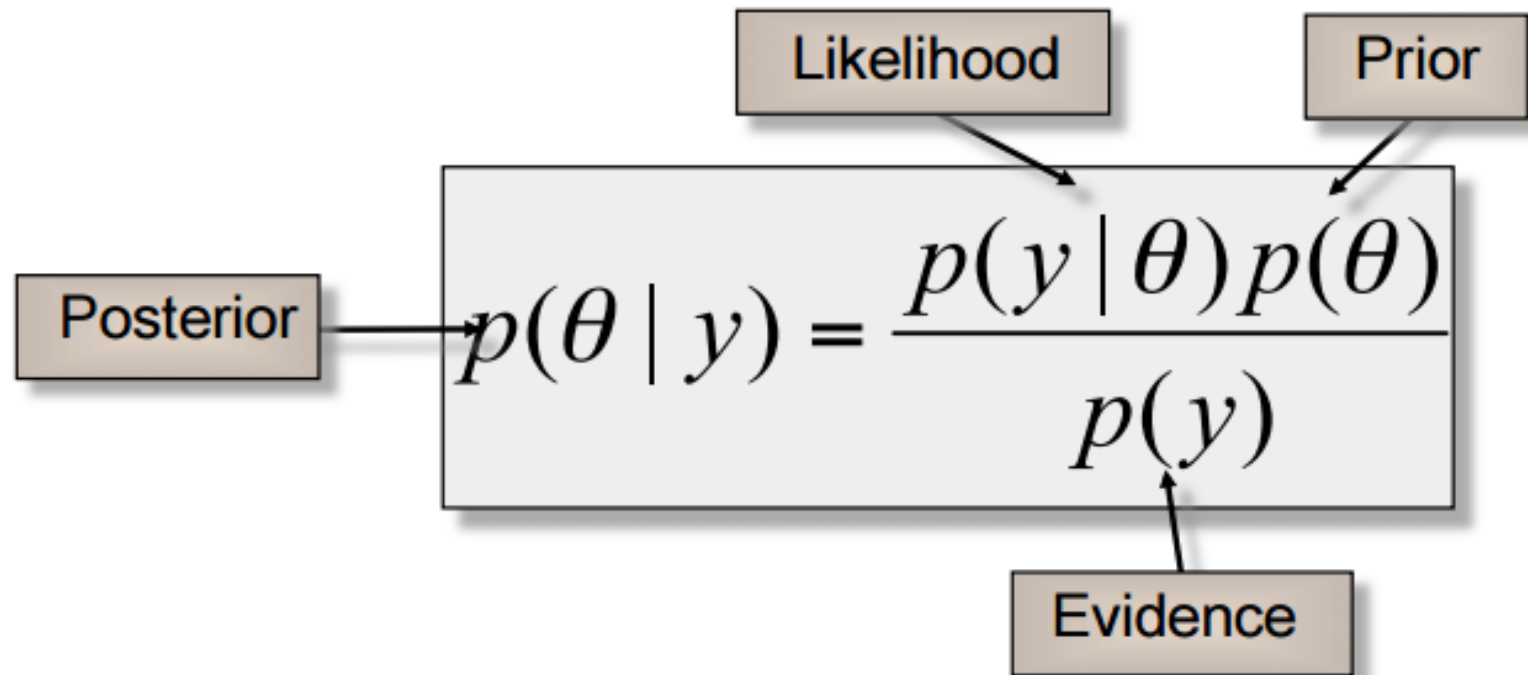 Likelihood
Prior
Posterior
p(θ | y) = p(y | θ) p(θ) / p(y)
Evidence